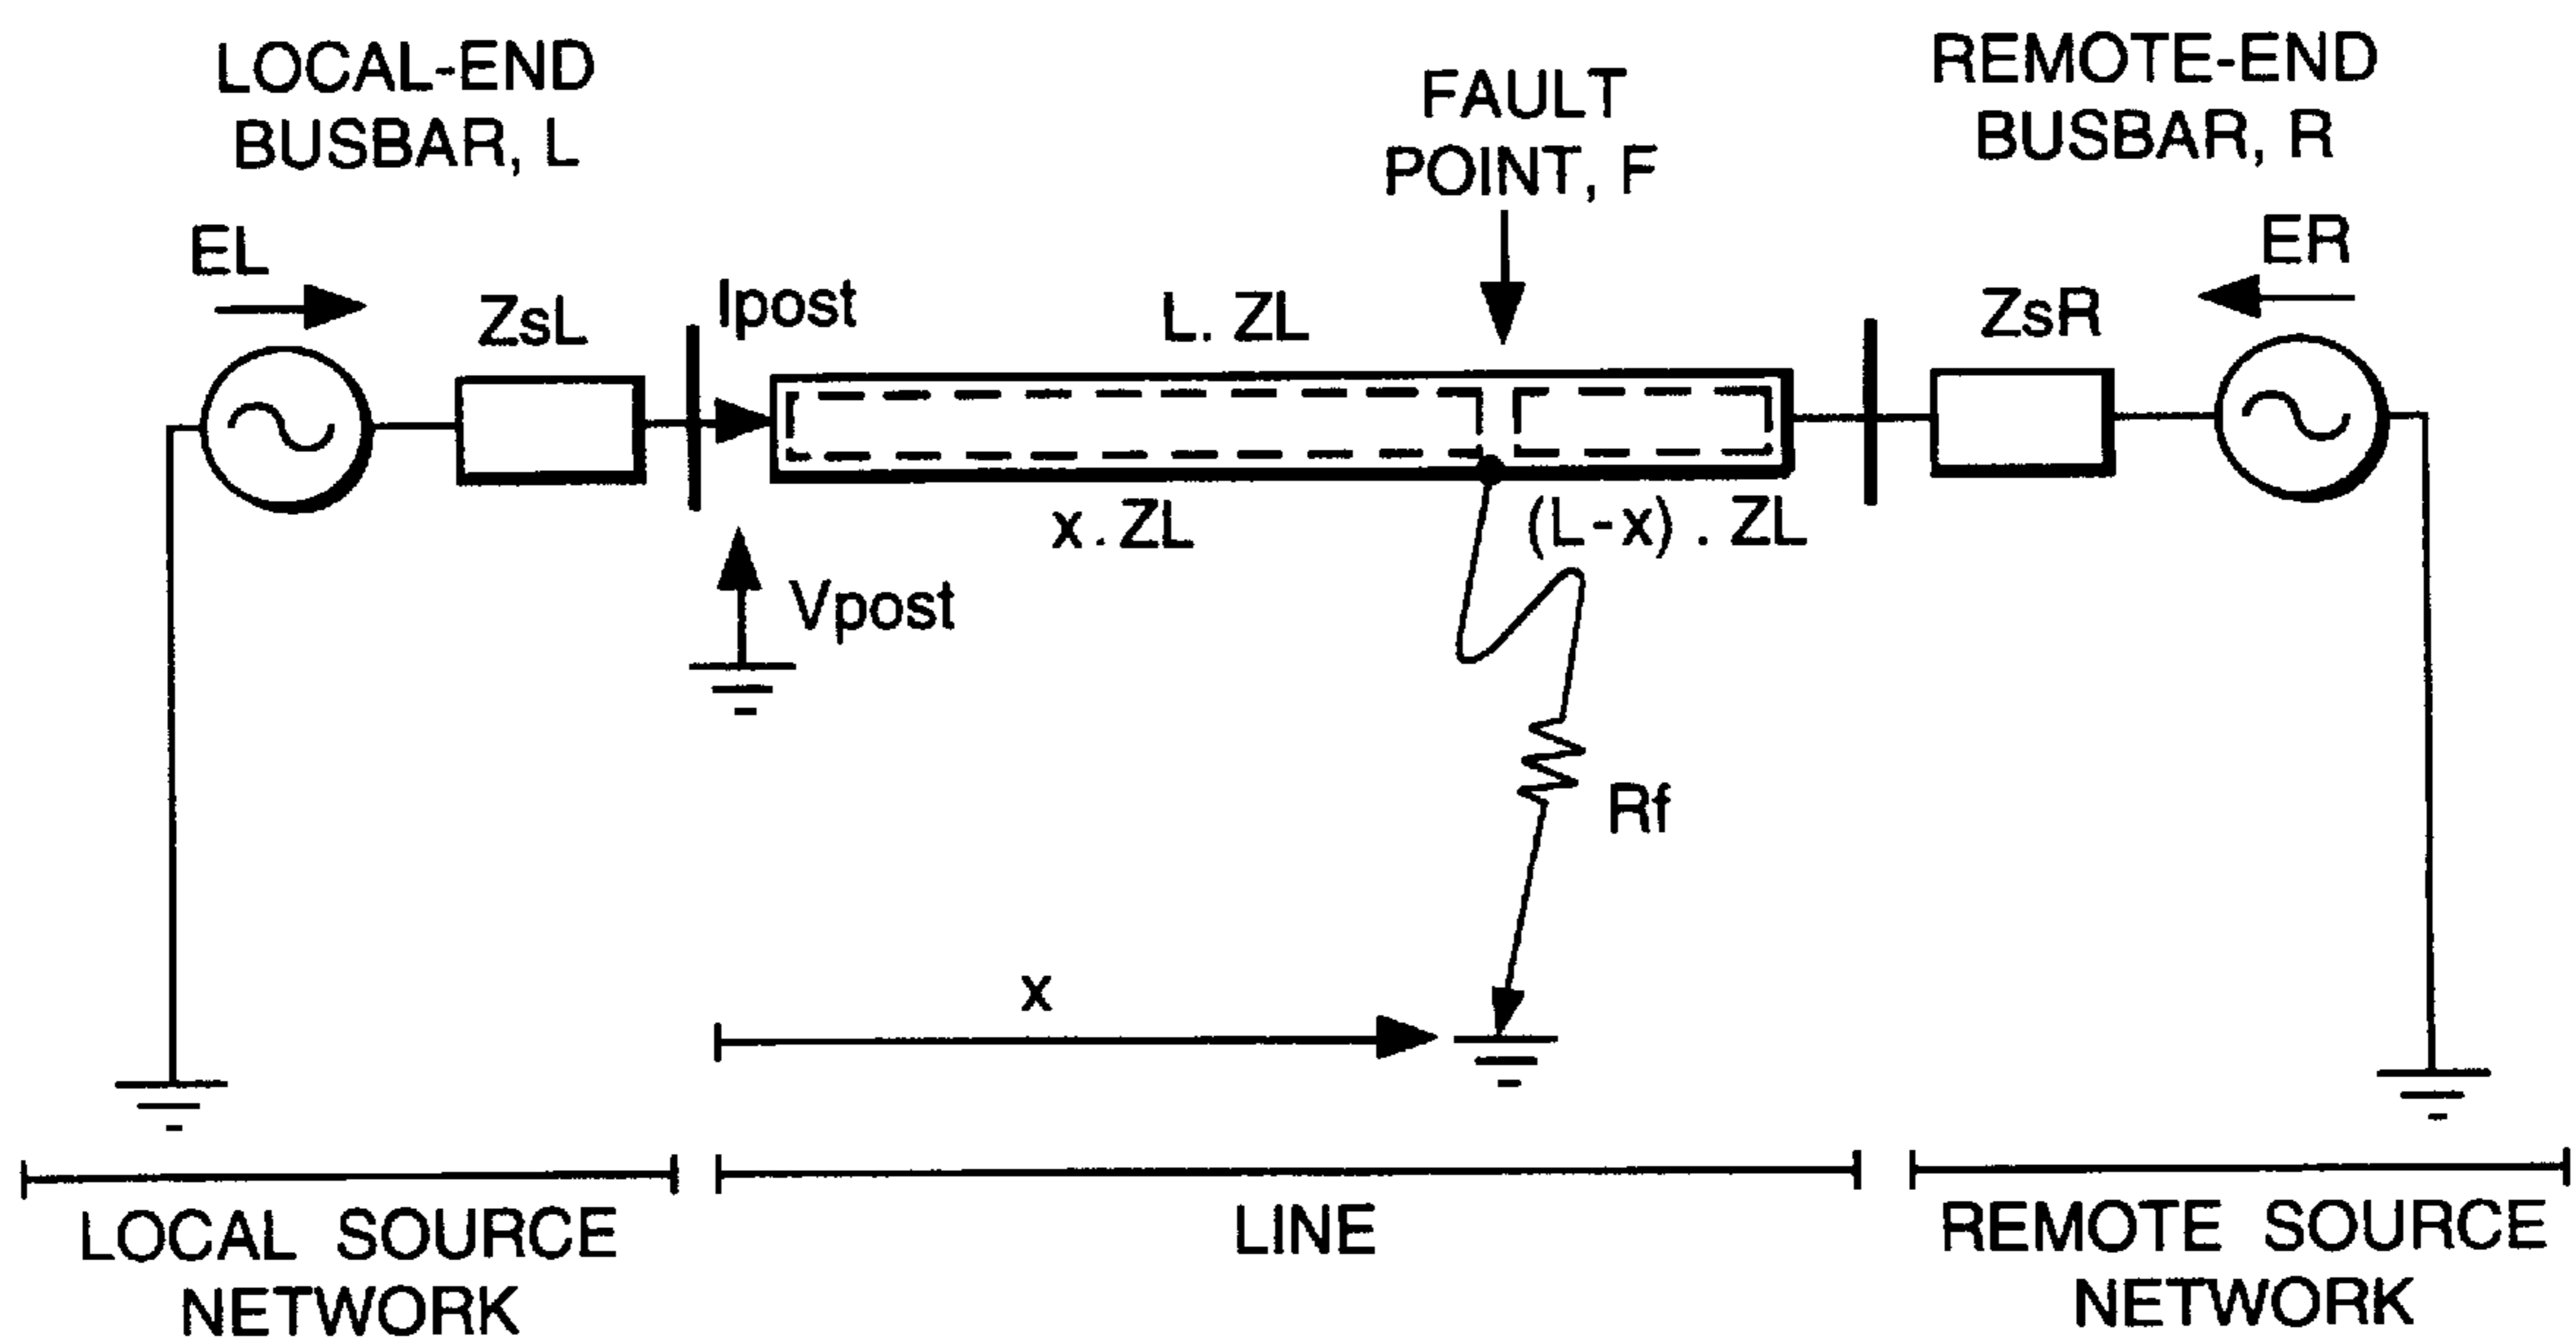 LOCAL-END
BUSBAR, L
FAULT
POINT, F
REMOTE-END
BUSBAR, R
EL
ZsL
Ipost
L. ZL
ZsR
ER
x . ZL
(L-x) . ZL
Vpost
Rf
x
LOCAL SOURCE
NETWORK
LINE
REMOTE SOURCE
NETWORK